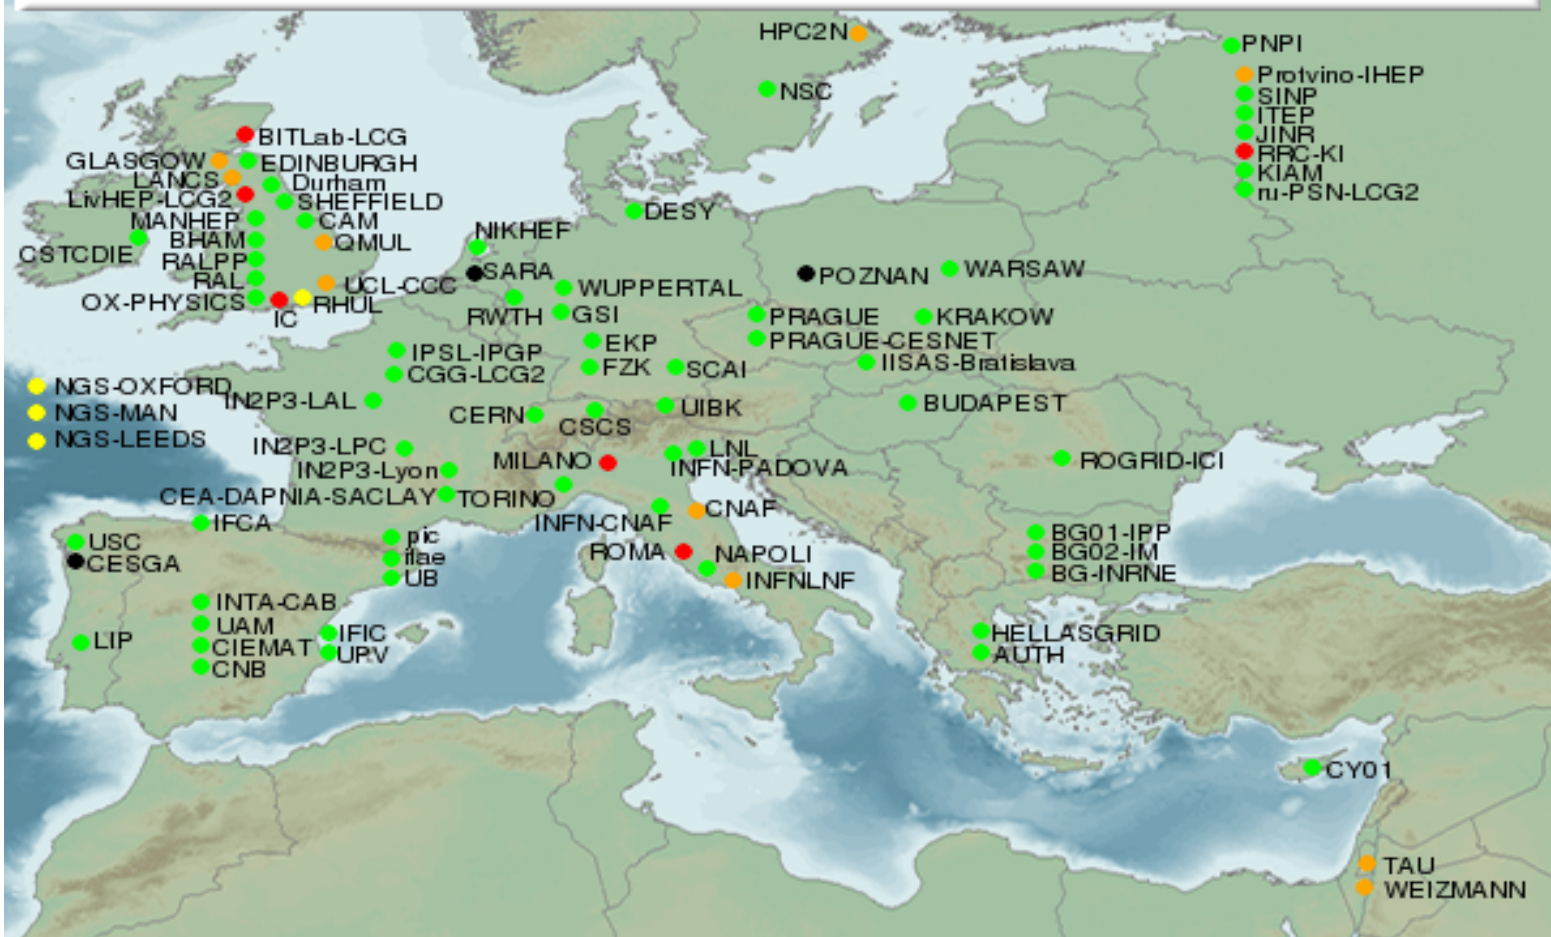 HPC2N
PNPI
Protvino-IHEP
NSC
SINP
ITEP
JINR
BITLab-LCG
RRC-KI
GLASGOW
EDINBURGH
KIAM
LANCS
Durham
ru-PSN-LCG2
LivHEP-LCG2
SHEFFIELD
MANHEP
CAM
DESY
NIKHEF
BHAM
QMUL
CSTCDIE
RALPP
SARA
POZNAN
WARSAW
RAL
UCL-CCC
WUPPERTAL
OX-PHYSICS
IC
RHUL
RWTH
GSI
PRAGUE
KRAKOW
EKP
PRAGUE-CESNET
IPSL-IPGP
IISAS-Bratislava
CGG-LCG2
FZK
SCAI
NGS-OXFORD
IN2P3-LAL
NGS-MAN
CERN
CSCS
UIBK
BUDAPEST
NGS-LEEDS
IN2P3-LPC
LNL
MILANO
INFN-PADOVA
ROGRID-ICI
IN2P3-Lyon
CEA-DAPNIA-SACLAY
TORINO
CNAF
IFCA
INFN-CNAF
USC
pic
BG01-IPP
CESGA
ifae
ROMA
NAPOLI
BG02-IM
UB
INFNLNF
BG-INRNE
INTA-CAB
UAM
IFIC
HELLASGRID
LIP
CIEMAT
UPV
AUTH
CNB
CY01
TAU
WEIZMANN